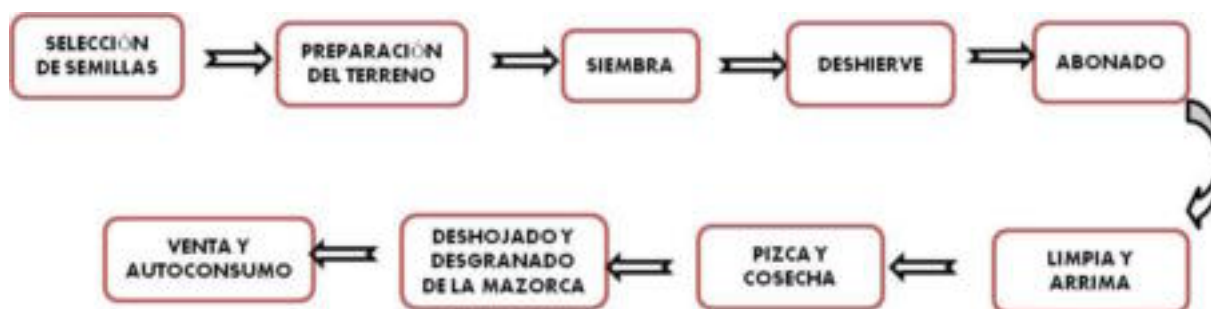 SELECCIÓN
DE SEMILLAS
PREPARACIÓN
DEL TERRENO
SIEMBRA
DESHIERVE
ABONADO
LIMPIA Y
ARRIMA
PIZCA Y
COSECHA
DESHOJADO Y
DESGRANADO
DE LA MAZORCA
VENTA Y
AUTOCONSUMO